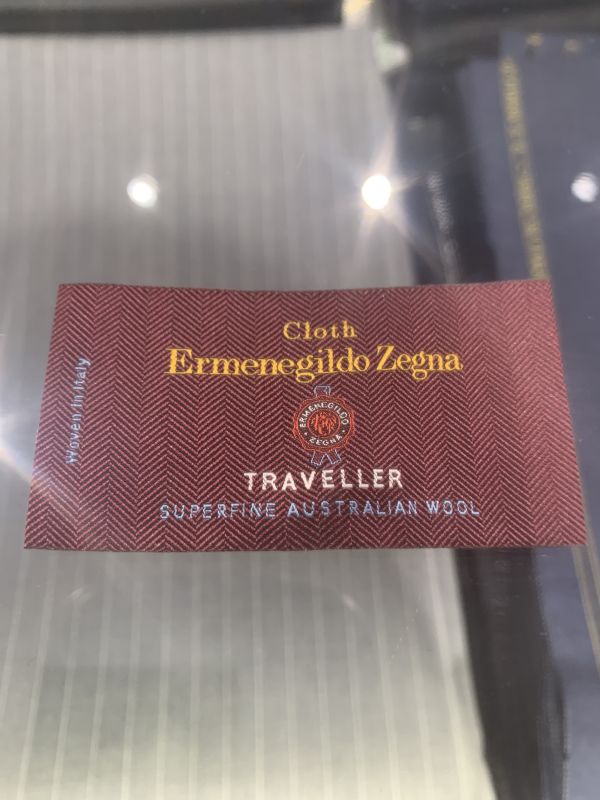 Cloth
Ermenegildo Zegna
ERMENEGILDO
ZEGNA
TRAVELLER
SUPERFINE AUSTRALIAN WOOL
Woven in Italy